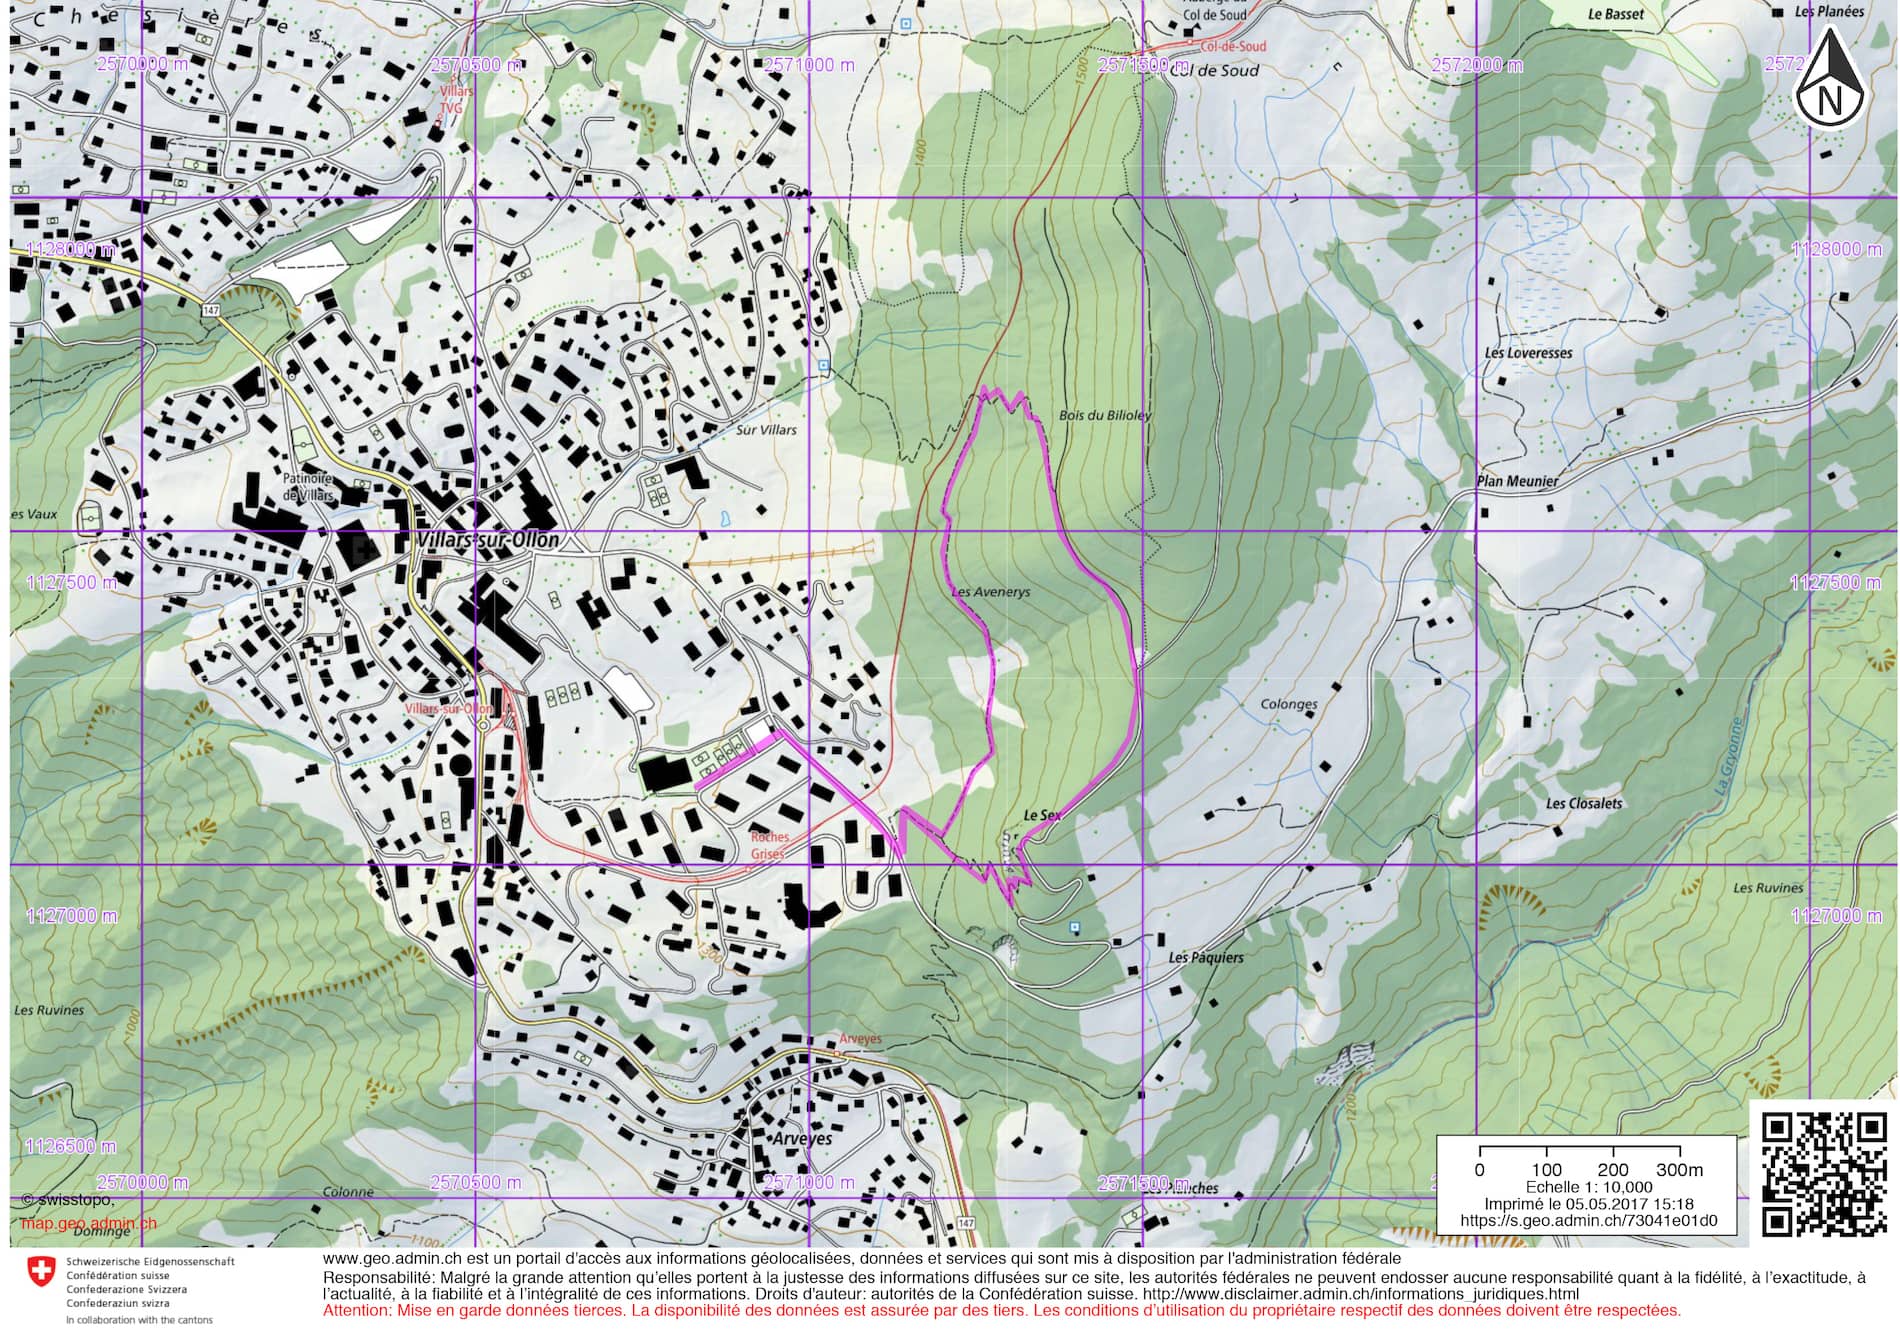 Chesières
2570000 m
2570500 m
Villars
TVG
2571000 m
Col de Soud
Col-de-Soud
2571500 m
Col de Soud
1500
2572000 m
Le Basset
Les Planées
2572
N
1400
1128000 m
1128000 m
147
Les Loveresses
Bois du Bilioley
Sur Villars
Patinoire
de Villars
es Vaux
Plan Meunier
Villars-sur-Ollon
1127500 m
1127500 m
Les Avenerys
Villars-sur-Ollon
Colonges
La Gryonne
Le Sex
Les Closalets
Roches
Grises
Les Ruvines
1127000 m
1127000 m
1300
Les Pâquiers
Les Ruvines
1000
Arveyes
1200
Arveyes
1126500 m
2570000 m
2570500 m
2571000 m
2571500 m
Les Planches
Colonne
© swisstopo,
map.geo.admin.ch
Dominge
1100
147
0 100 200 300m
Echelle 1: 10,000
Imprimé le 05.05.2017 15:18
https://s.geo.admin.ch/73041e01d0
Schweizerische Eidgenossenschaft
Confédération suisse
Confederazione Svizzera
Confederaziun svizra
In collaboration with the cantons
www.geo.admin.ch est un portail d'accès aux informations géolocalisées, données et services qui sont mis à disposition par l'administration fédérale
Responsabilité: Malgré la grande attention qu'elles portent à la justesse des informations diffusées sur ce site, les autorités fédérales ne peuvent endosser aucune responsabilité quant à la fidélité, à l'exactitude, à
l'actualité, à la fiabilité et à l'intégralité de ces informations. Droits d'auteur: autorités de la Confédération suisse. http://www.disclaimer.admin.ch/informations_juridiques.html
Attention: Mise en garde données tierces. La disponibilité des données est assurée par des tiers. Les conditions d'utilisation du propriétaire respectif des données doivent être respectées.